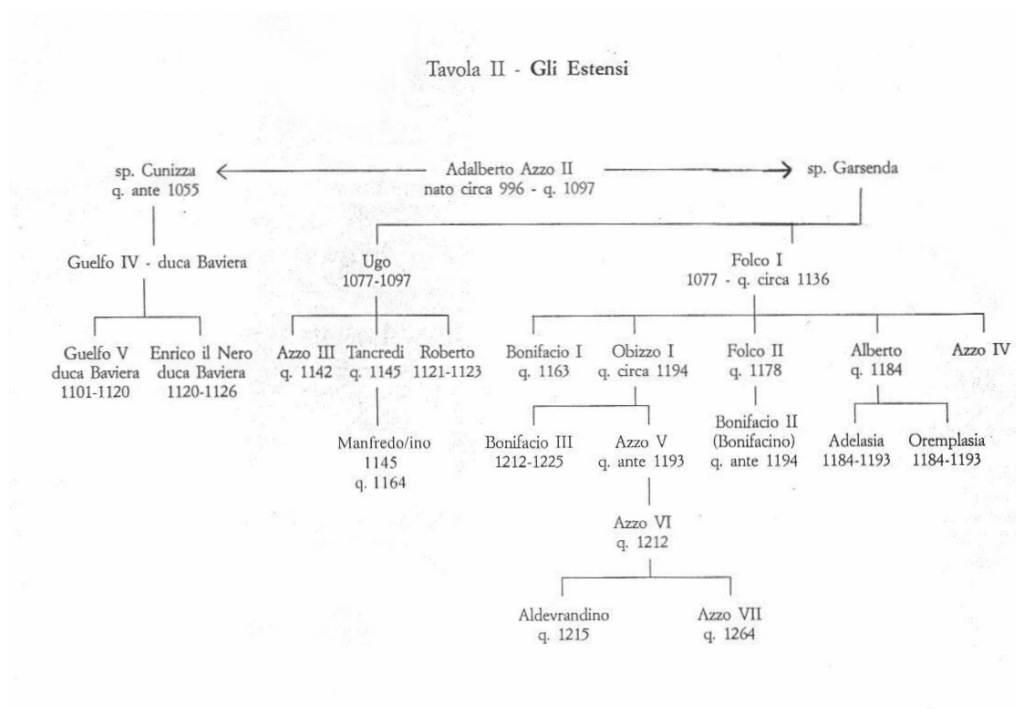 Tavola II - Gli Estensi
sp. Cunizza
q. ante 1055
Adalberto Azzo II
nato circa 996 - q. 1097
sp. Garsenda
Guelfo IV - duca Baviera
Ugo
1077-1097
Folco I
1077 - q. circa 1136
Guelfo V
duca Baviera
1101-1120
Enrico il Nero
duca Baviera
1120-1126
Azzo III
q. 1142
Tancredi
q. 1145
Roberto
1121-1123
Bonifacio I
q. 1163
Obizzo I
q. circa 1194
Folco II
q. 1178
Alberto
q. 1184
Azzo IV
Manfredo/ino
1145
q. 1164
Bonifacio III
1212-1225
Azzo V
q. ante 1193
Bonifacio II
(Bonifacino)
q. ante 1194
Adelasia
1184-1193
Oremplasia
1184-1193
Azzo VI
q. 1212
Aldevrandino
q. 1215
Azzo VII
q. 1264